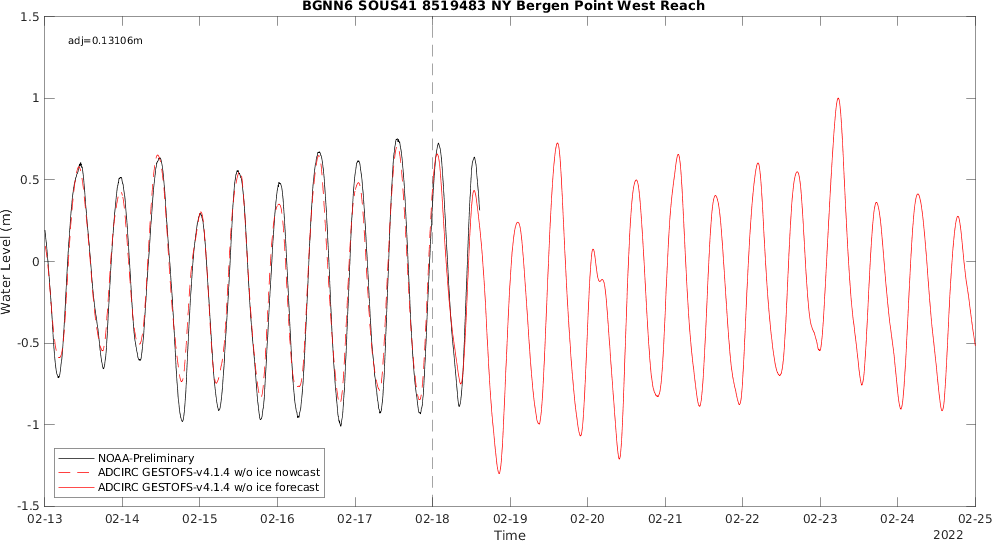 BGNN6 SOUS41 8519483 NY Bergen Point West Reach
adj=0.13106m
1.5
1
0.5
0
-0.5
-1
-1.5
Water Level (m)
NOAA-Preliminary
ADCIRC GESTOFS-v4.1.4 w/o ice nowcast
ADCIRC GESTOFS-v4.1.4 w/o ice forecast
02-13 02-14 02-15 02-16 02-17 02-18 02-19 02-20 02-21 02-22 02-23 02-24 02-25
Time
2022